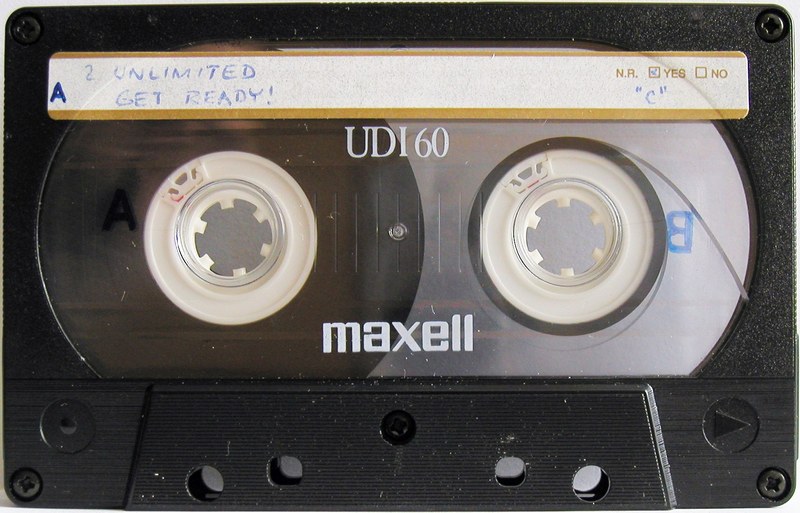 2 UNLIMITED
GET READY!
A
N.R. ☑ YES ☐ NO
"C"
UDI 60
A
B
maxell